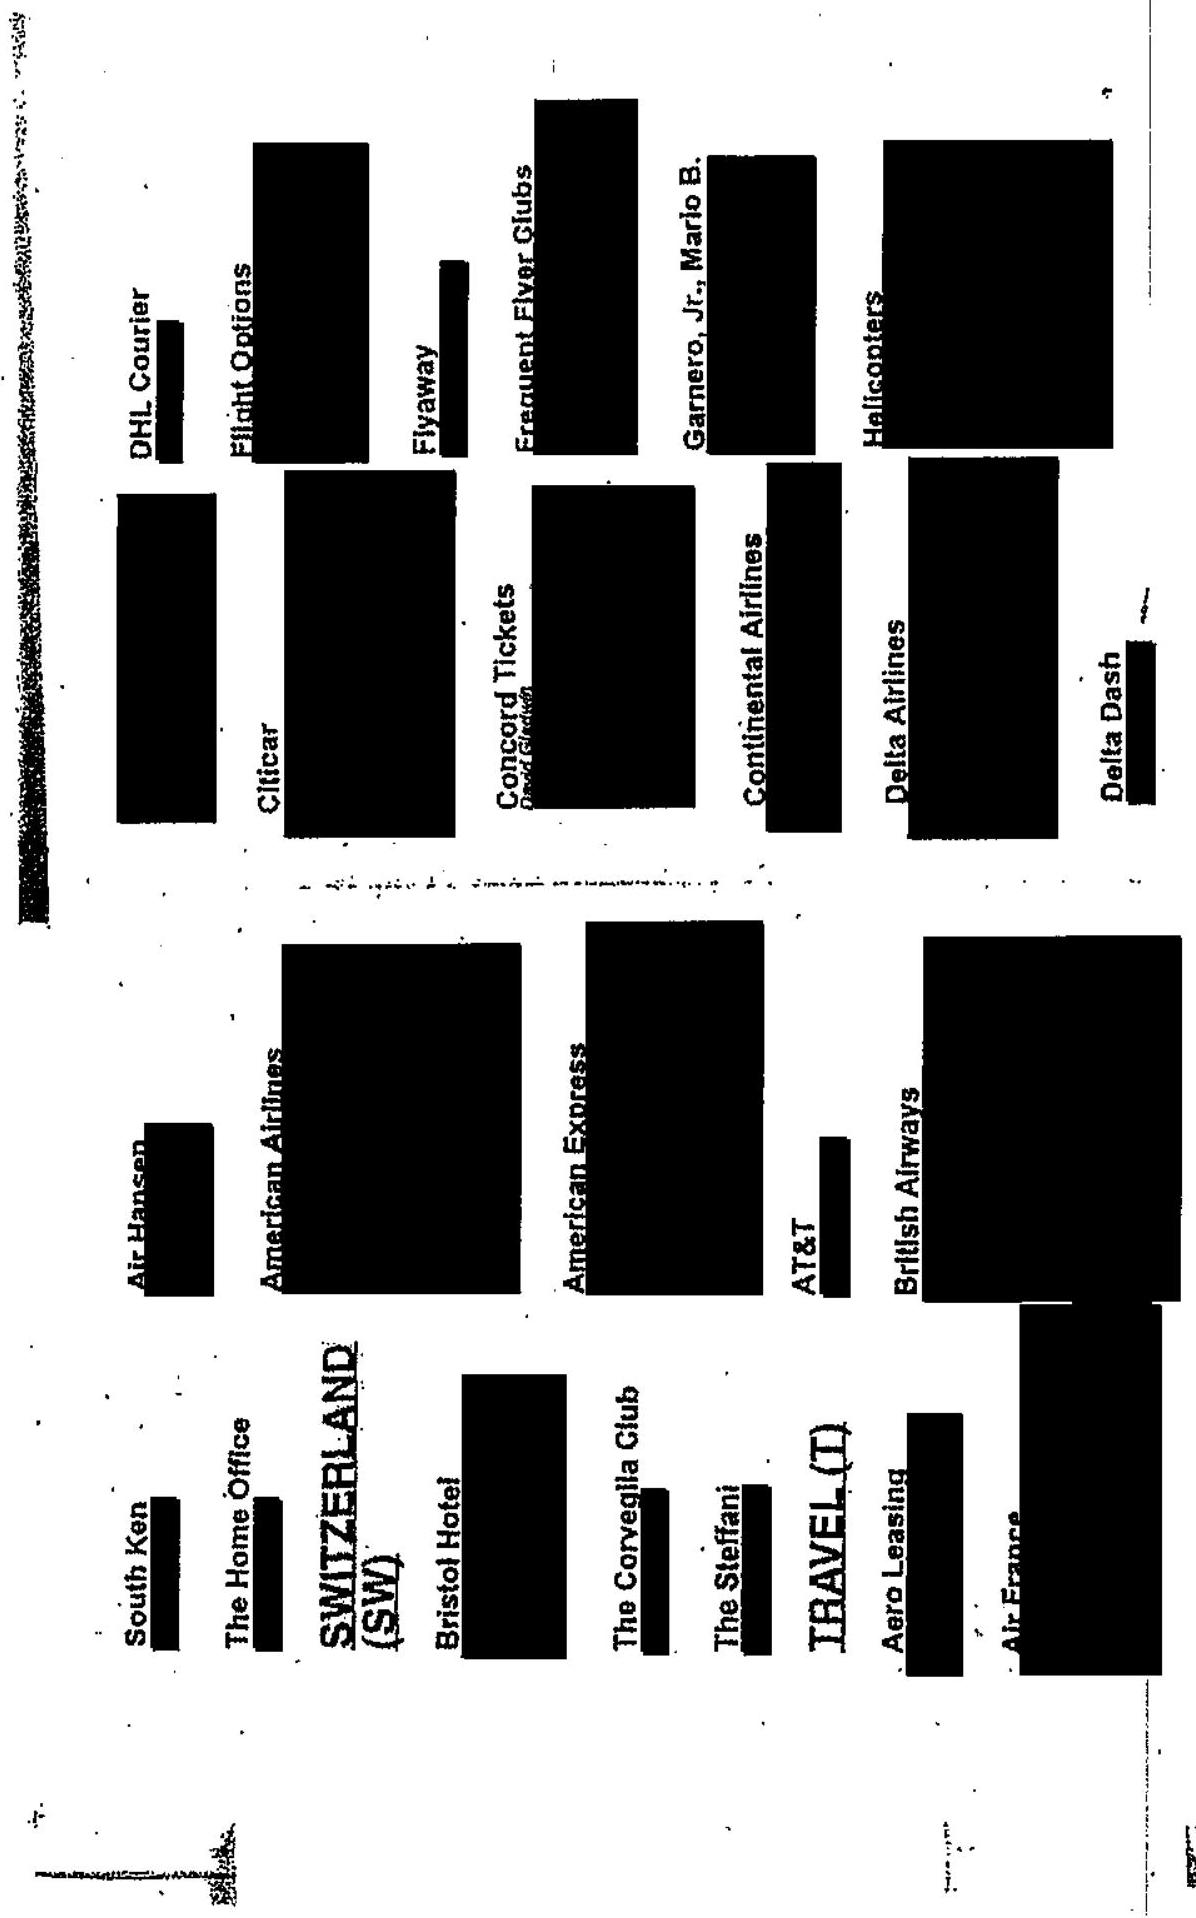 South Ken
The Home Office
SWITZERLAND
(SW)
Bristol Hotel
The Corveglia Club
The Steffani
TRAVEL (T)
Aero Leasing
Air France
Air Hansen
American Airlines
American Express
AT&T
British Airways
Citicar
Concord Tickets
David Gladwin
Continental Airlines
Delta Airlines
Delta Dash
DHL Courier
Flight Options
Flyaway
Frequent Flyer Clubs
Garnero, Jr., Mario B.
Helicopters